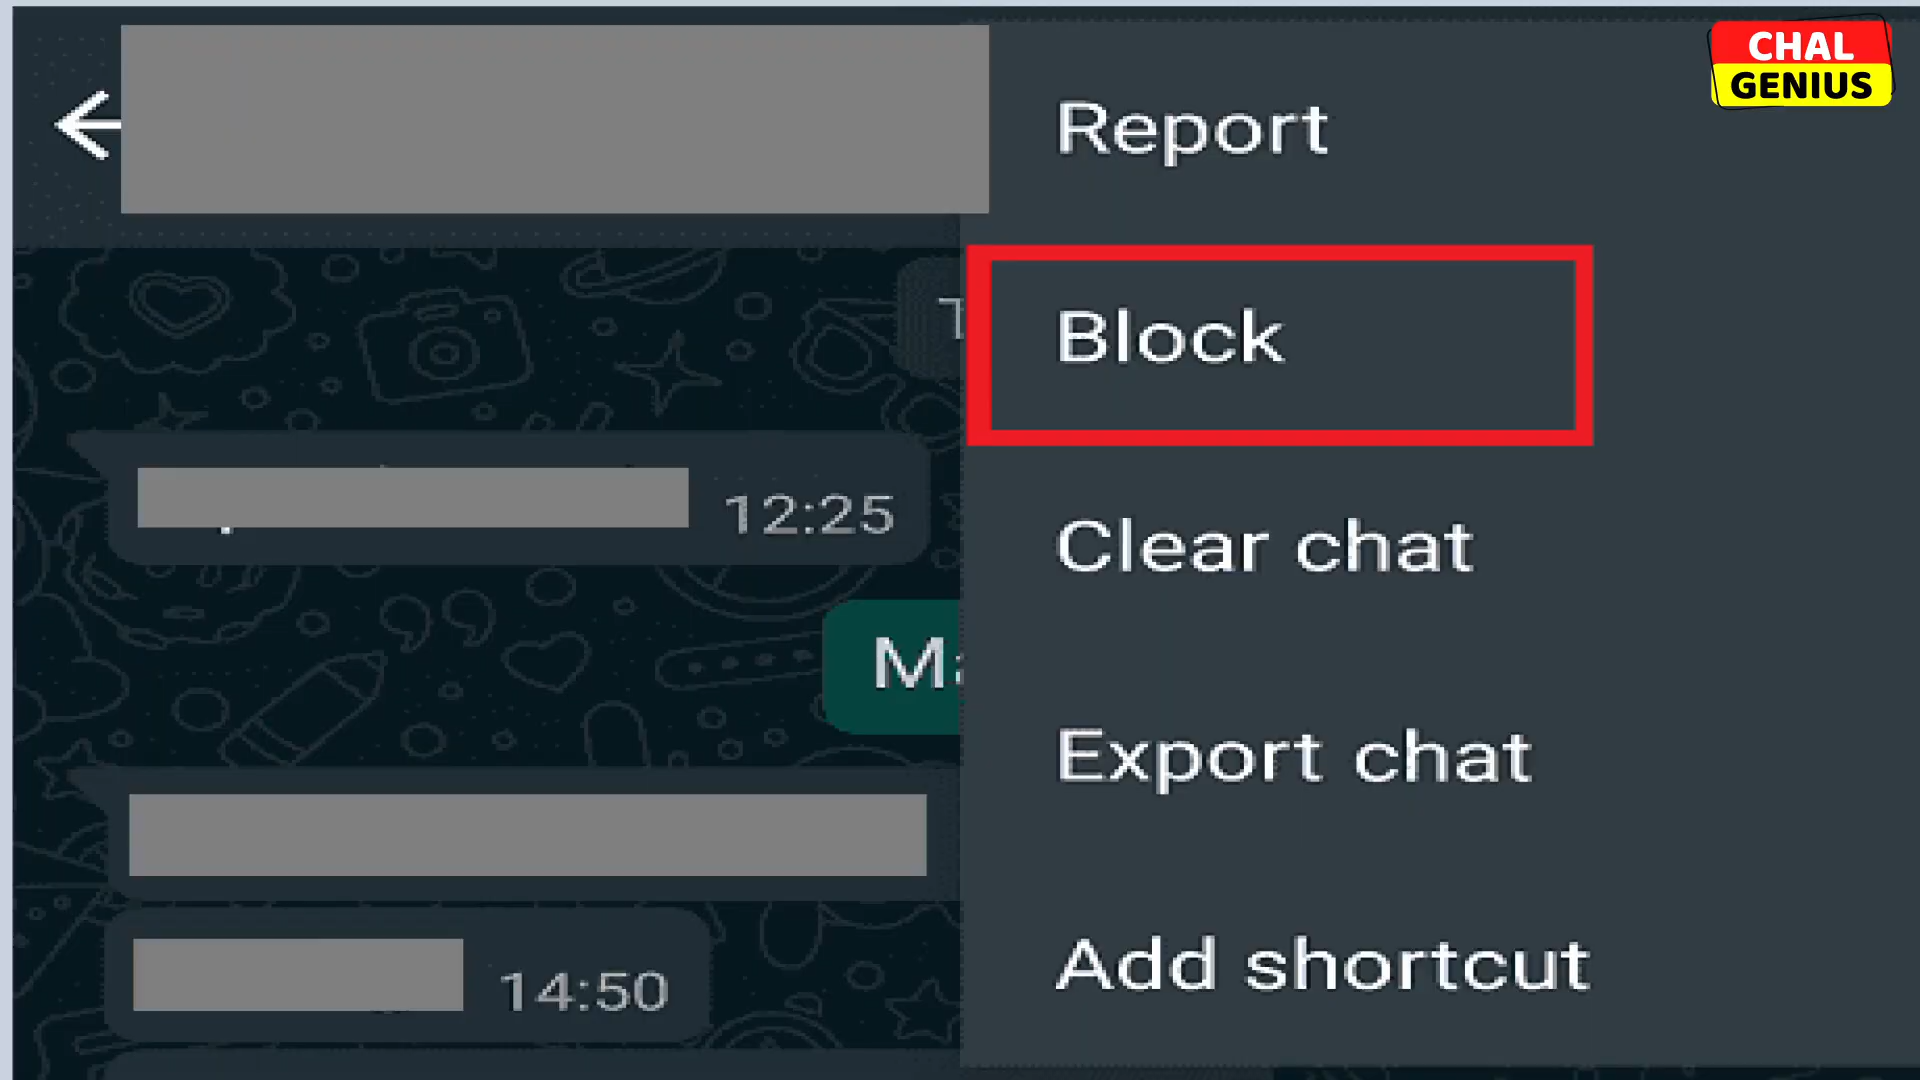 CHAL
GENIUS
Report
Block
12:25
Clear chat
Export chat
14:50
Add shortcut